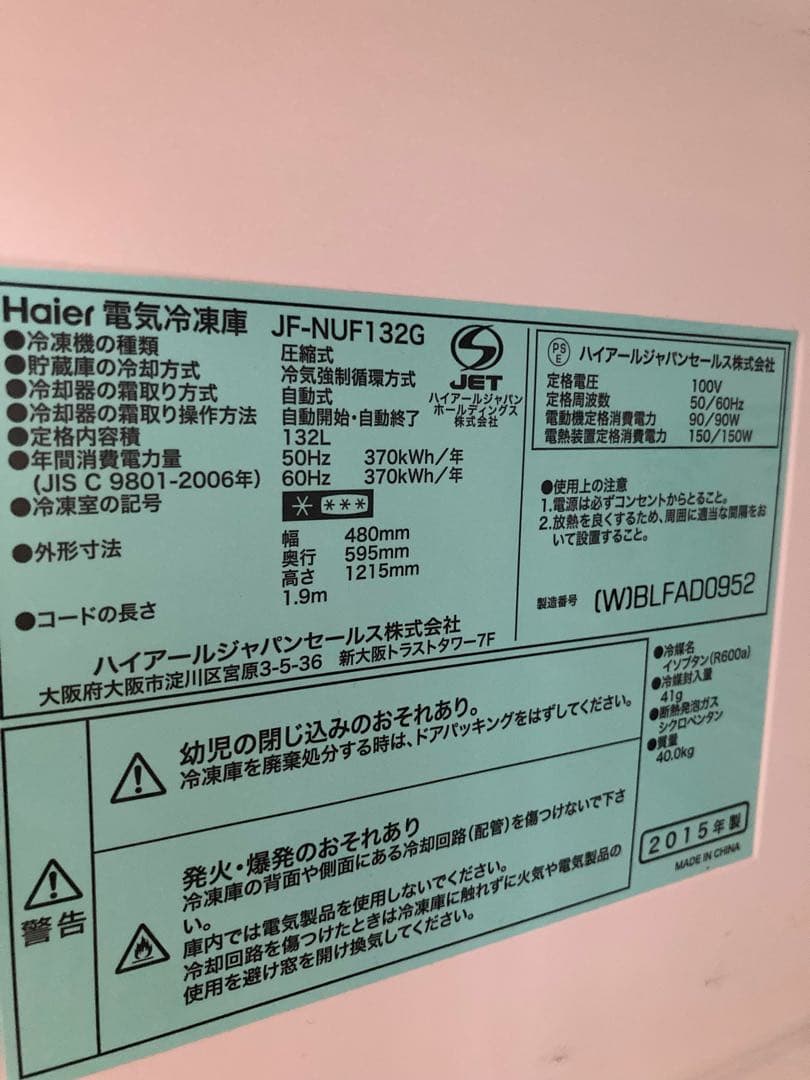 Haier 電気冷凍庫 JF-NUF132G
●冷凍機の種類 圧縮式
●貯蔵庫の冷却方式 冷気強制循環方式
●冷却器の霜取り方式 自動式
●冷却器の霜取り操作方法 自動開始・自動終了
●定格内容積 132L
●年間消費電力量 50Hz 370kWh/年
(JIS C 9801-2006年) 60Hz 370kWh/年
●冷凍室の記号 * ***
●外形寸法 幅 480mm
奥行 595mm
高さ 1215mm
●コードの長さ 1.9m
ハイアールジャパンセールス株式会社
大阪府大阪市淀川区宮原3-5-36 新大阪トラストタワー7F
JET
ハイアールジャパン
ホールディングス
株式会社
PSE ハイアールジャパンセールス株式会社
定格電圧 100V
定格周波数 50/60Hz
電動機定格消費電力 90/90W
電熱装置定格消費電力 150/150W
●使用上の注意
1.電源は必ずコンセントからとること。
2.放熱を良くするため、周囲に適当な間隔をお
いて設置すること。
製造番号 (W)BLFAD0952
警告
幼児の閉じ込みのおそれあり。
冷凍庫を廃棄処分する時は、ドアパッキングをはずしてください。
発火・爆発のおそれあり
冷凍庫の背面や側面にある冷却回路(配管)を傷つけないで下さ
い。
庫内では電気製品を使用しないでください。
冷却回路を傷つけたときは冷凍庫に触れずに火気や電気製品の
使用を避け窓を開け換気してください。
●冷媒名
イソブタン(R600a)
●冷媒封入量
41g
●断熱発泡ガス
シクロペンタン
●質量
40.0kg
2015年製
MADE IN CHINA